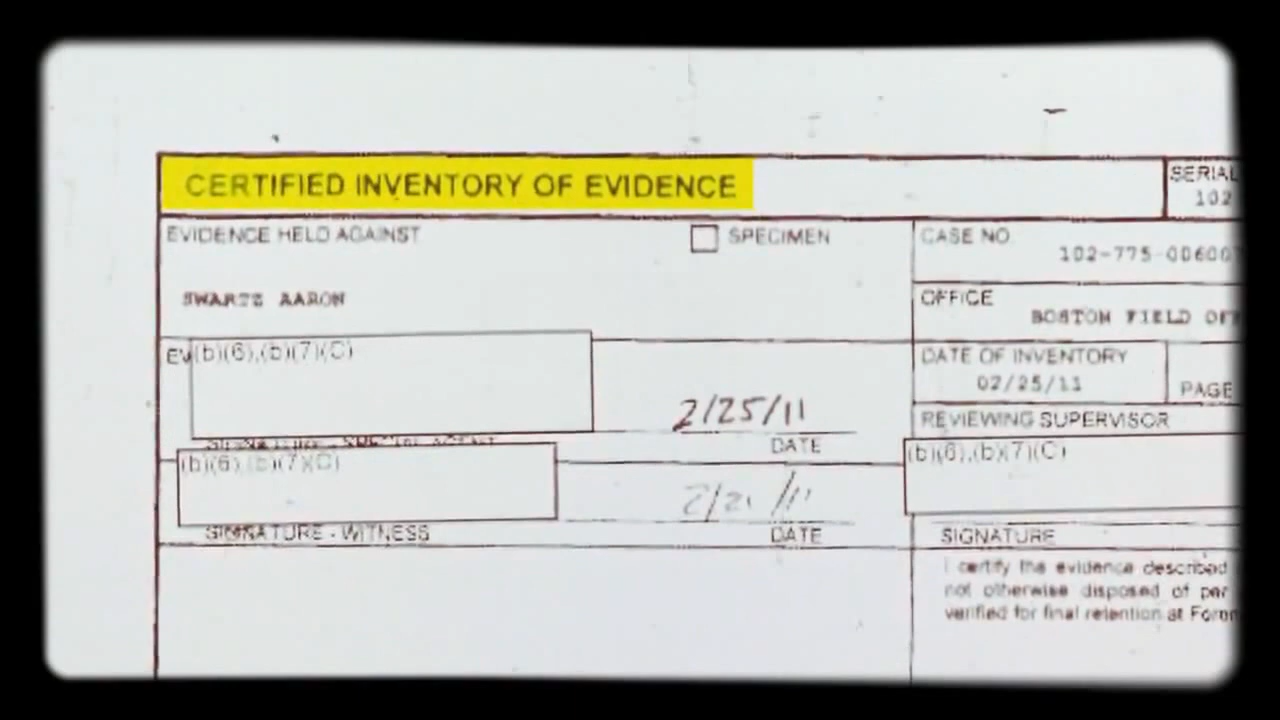 CERTIFIED INVENTORY OF EVIDENCE
SERIAL
102
EVIDENCE HELD AGAINST
SPECIMEN
CASE NO.
102-775-00600
SWARTZ AARON
OFFICE
BOSTON FIELD OFF
(b)(6),(b)(7)(C)
DATE OF INVENTORY
02/25/11
PAGE
2/25/11
DATE
REVIEWING SUPERVISOR
(b)(6),(b)(7)(C)
(b)(6),(b)(7)(C)
SIGNATURE - WITNESS
DATE
SIGNATURE
I certify the evidence described
not otherwise disposed of per
verified for final retention at